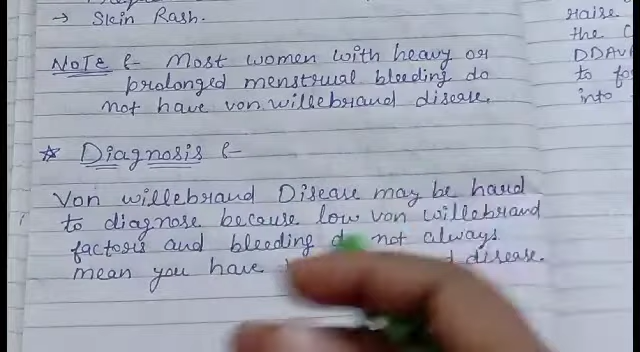 → Skin Rash.
NOTE :- Most women with heavy or
prolonged menstrual bleeding do
not have von willebrand disease.
* Diagnosis :-
Von willebrand Disease may be hard
to diagnose because low von willebrand
factors and bleeding do not always
mean you have disease.
raise
the
DDAV
to fo
into